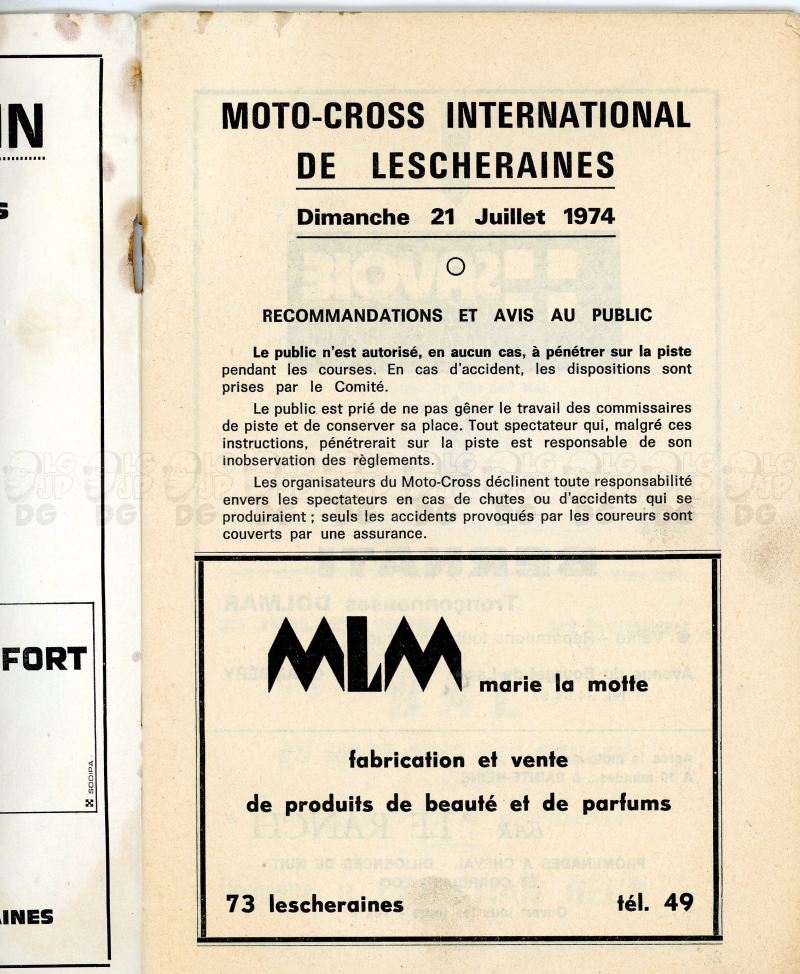 IN
S
FORT
SODIPA
AINES
MOTO-CROSS INTERNATIONAL
DE LESCHERAINES
Dimanche 21 Juillet 1974
RECOMMANDATIONS ET AVIS AU PUBLIC
Le public n'est autorisé, en aucun cas, à pénétrer sur la piste
pendant les courses. En cas d'accident, les dispositions sont
prises par le Comité.
Le public est prié de ne pas gêner le travail des commissaires
de piste et de conserver sa place. Tout spectateur qui, malgré ces
instructions, pénétrerait sur la piste est responsable de son
inobservation des règlements.
Les organisateurs du Moto-Cross déclinent toute responsabilité
envers les spectateurs en cas de chutes ou d'accidents qui se
produiraient ; seuls les accidents provoqués par les coureurs sont
couverts par une assurance.
MLM marie la motte
fabrication et vente
de produits de beauté et de parfums
73 lescheraines tél. 49